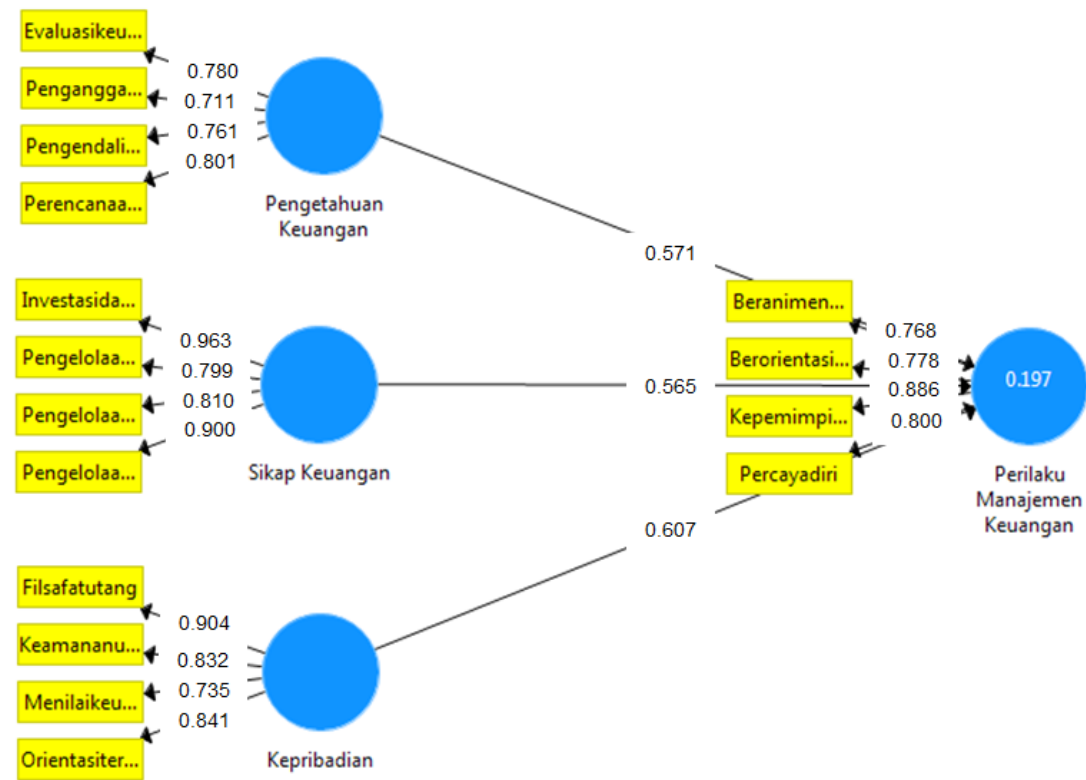 Evaluasikeu...
Pengangga...
Pengendali...
Perencanaa...
0.780
0.711
0.761
0.801
Pengetahuan
Keuangan
0.571
Investasida...
Pengelolaa...
Pengelolaa...
Pengelolaa...
0.963
0.799
0.810
0.900
Sikap Keuangan
0.565
Filsafatutang
Keamananu...
Menilaikeu...
Orientasiter...
0.904
0.832
0.735
0.841
Kepribadian
0.607
Beranimen...
Berorientasi...
Kepemimpi...
Percayadiri
0.768
0.778
0.886
0.800
0.197
Perilaku
Manajemen
Keuangan